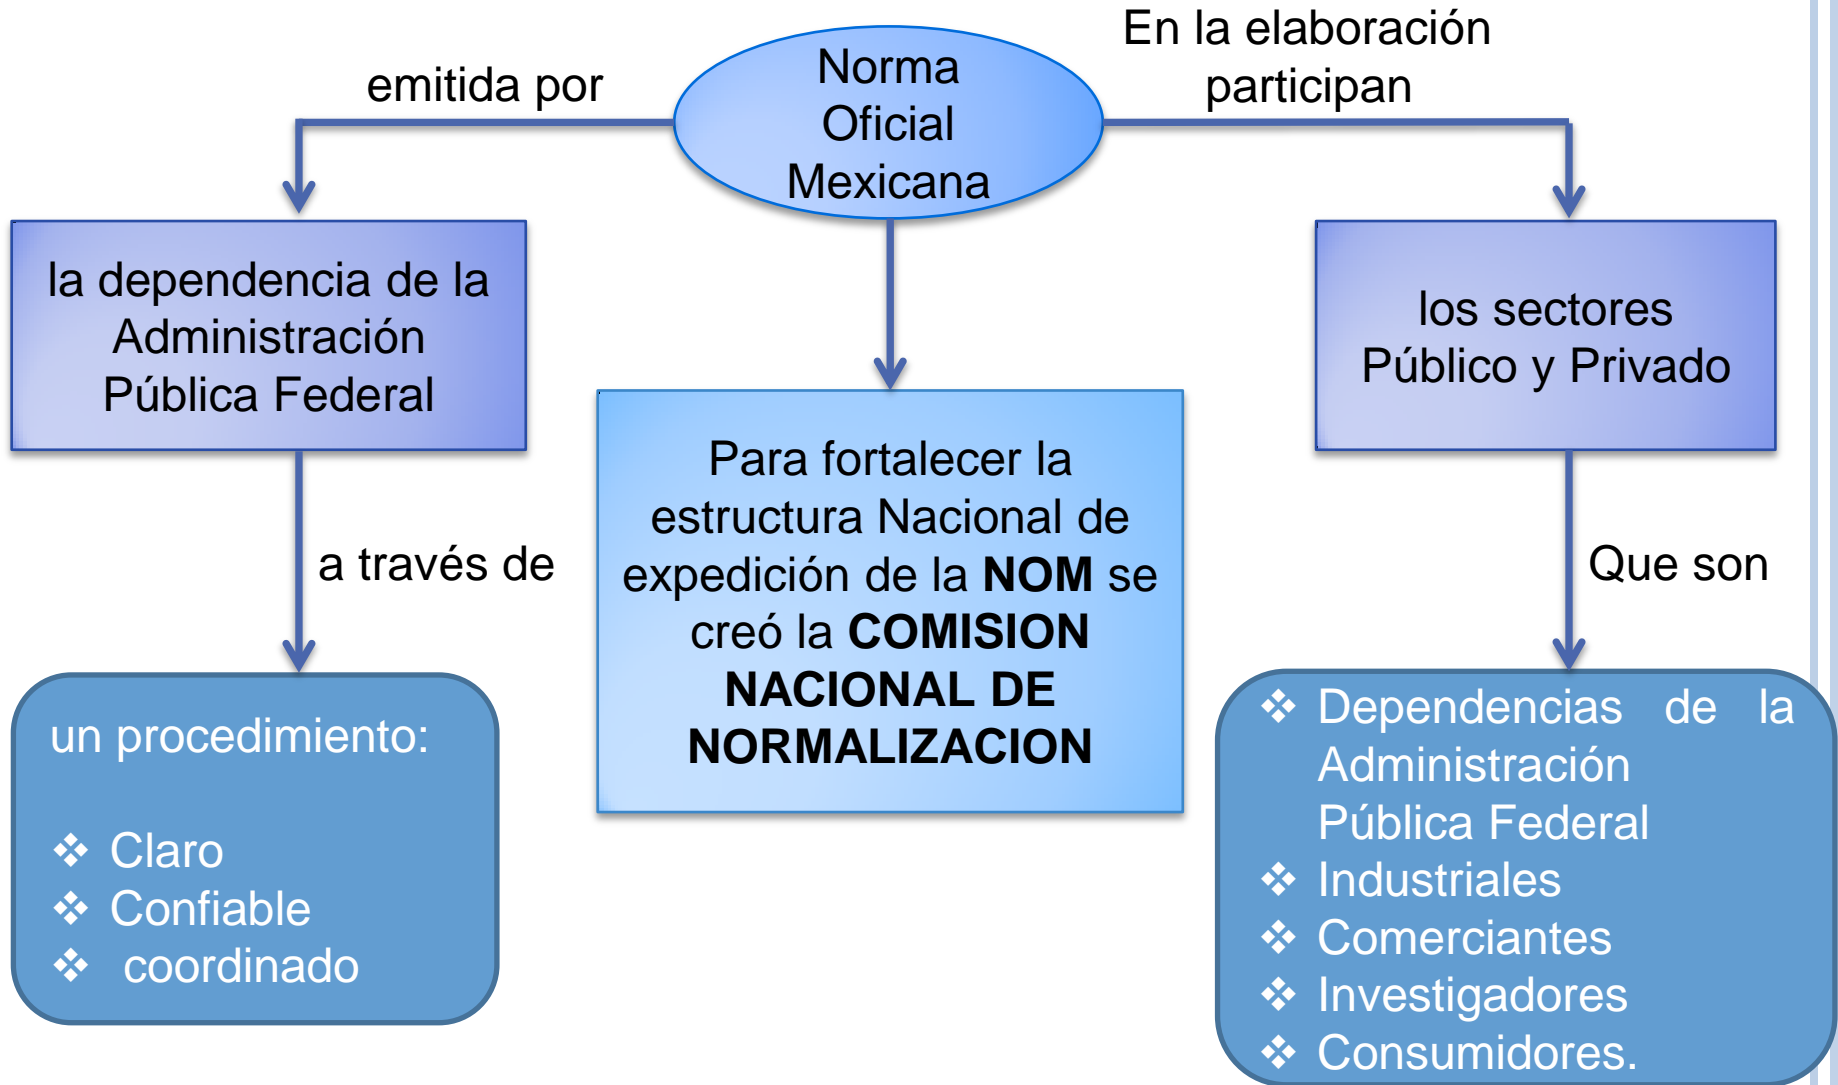 Norma
Oficial
Mexicana
emitida por
la dependencia de la
Administración
Pública Federal
a través de
un procedimiento:
❖ Claro
❖ Confiable
❖ coordinado
Para fortalecer la
estructura Nacional de
expedición de la NOM se
creó la COMISION
NACIONAL DE
NORMALIZACION
En la elaboración
participan
los sectores
Público y Privado
Que son
❖ Dependencias de la
Administración
Pública Federal
❖ Industriales
❖ Comerciantes
❖ Investigadores
❖ Consumidores.